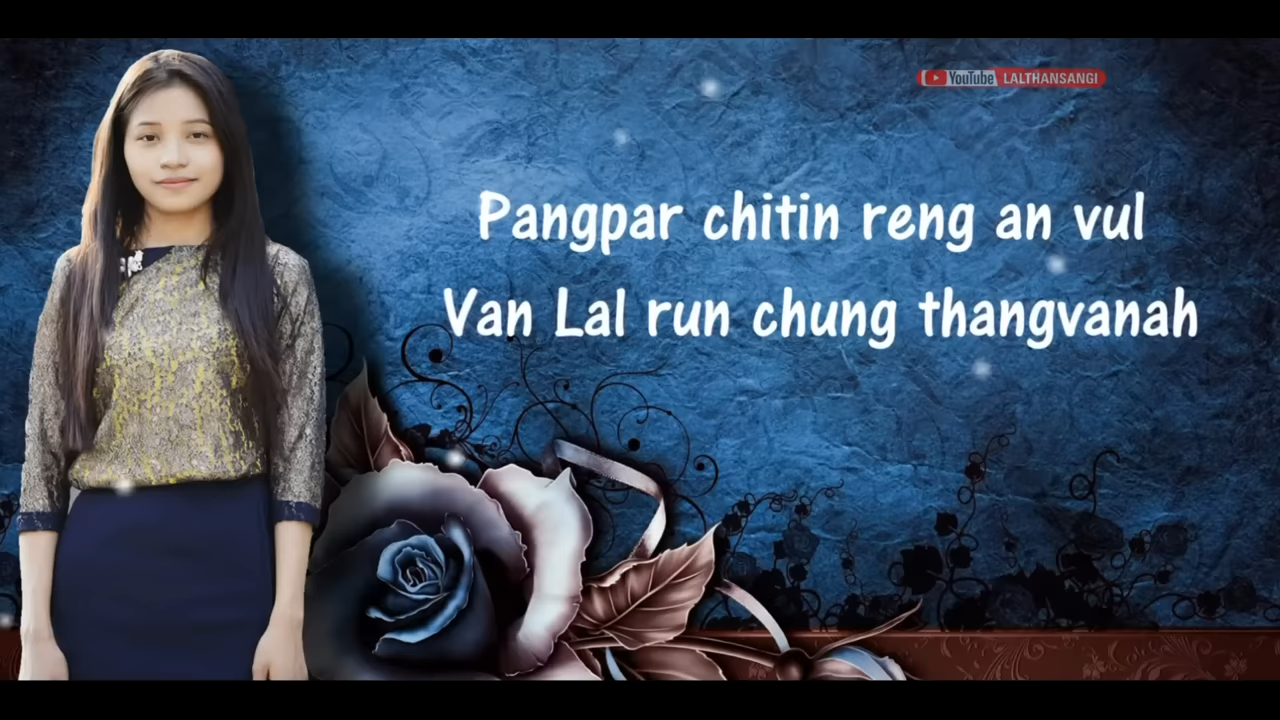 YouTube LALTHANSANGI
Pangpar chitin reng an vul
Van Lal run chung thangvanah